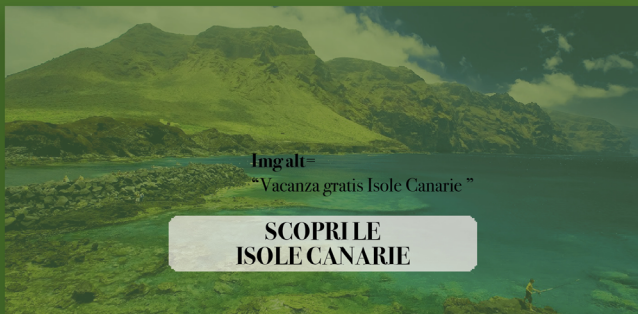 Img alt=
“Vacanza gratis Isole Canarie ”
SCOPRI LE
ISOLE CANARIE